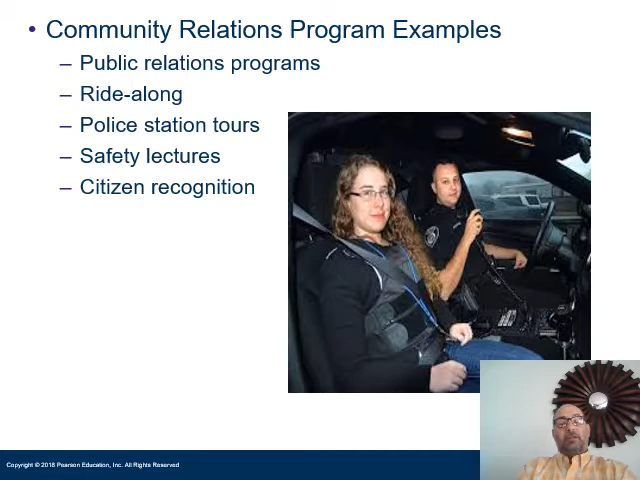 • Community Relations Program Examples
– Public relations programs
– Ride-along
– Police station tours
– Safety lectures
– Citizen recognition
Copyright © 2018 Pearson Education, Inc. All Rights Reserved